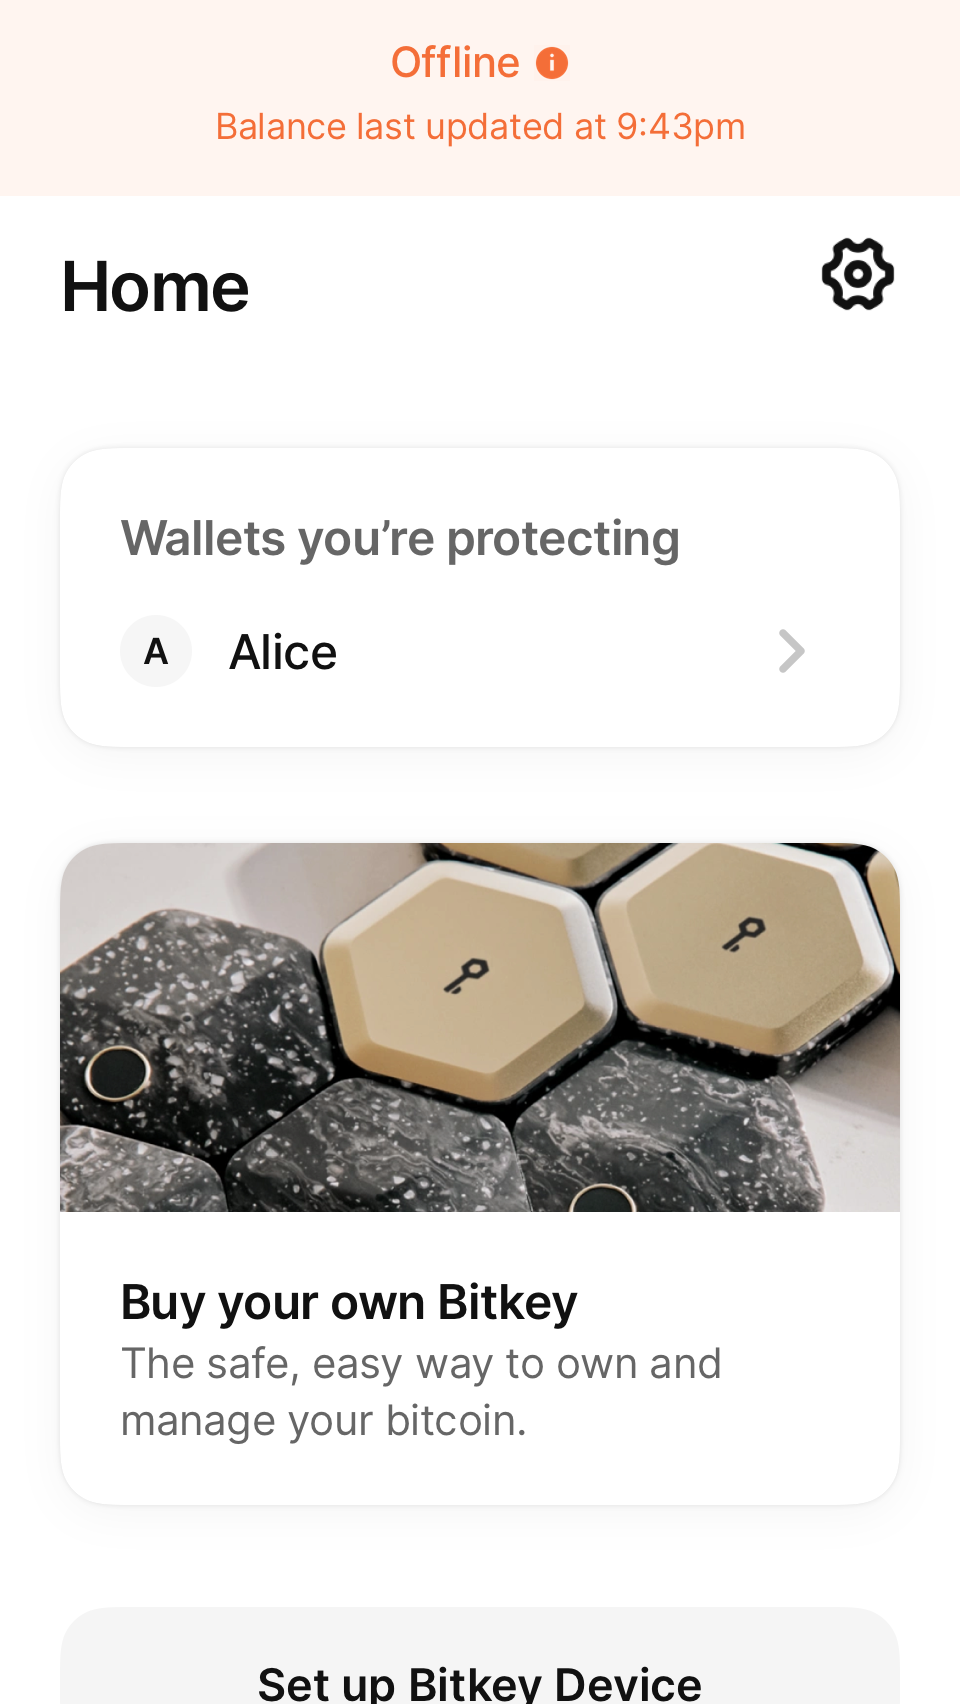 Offline
Balance last updated at 9:43pm
Home
Wallets you’re protecting
A Alice
Buy your own Bitkey
The safe, easy way to own and
manage your bitcoin.
Set up Bitkey Device